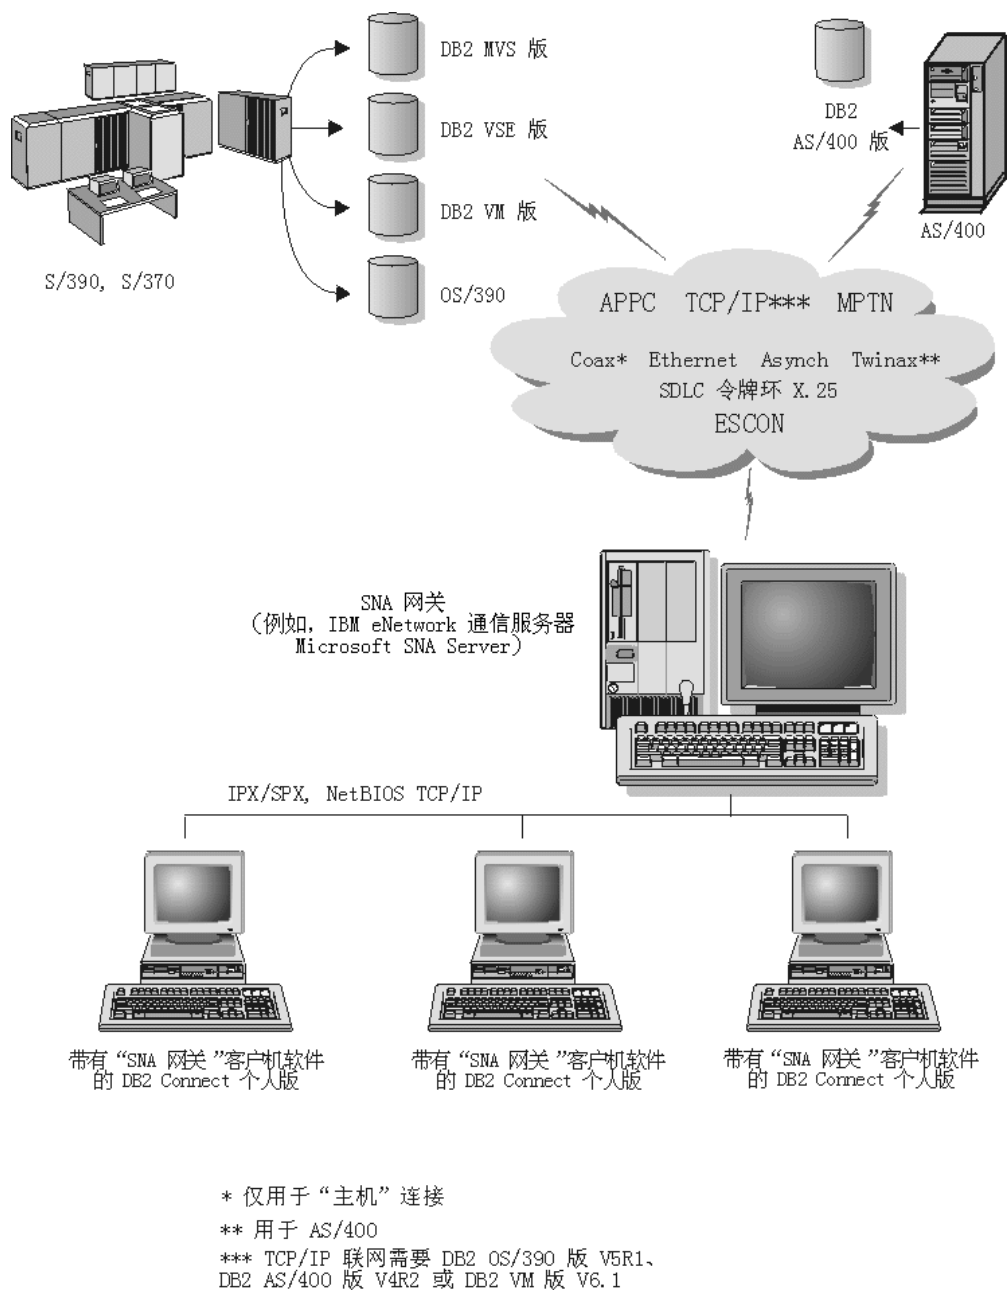 DB2 MVS 版
DB2 VSE 版
DB2 VM 版
OS/390
S/390, S/370
DB2
AS/400 版
AS/400
APPC TCP/IP*** MPTN
Coax* Ethernet Asynch Twinax**
SDLC 令牌环 X.25
ESCON
SNA 网关
(例如, IBM eNetwork 通信服务器
Microsoft SNA Server)
IPX/SPX, NetBIOS TCP/IP
带有“SNA 网关”客户机软件
的 DB2 Connect 个人版
带有“SNA 网关”客户机软件
的 DB2 Connect 个人版
带有“SNA 网关”客户机软件
的 DB2 Connect 个人版
* 仅用于“主机”连接
** 用于 AS/400
*** TCP/IP 联网需要 DB2 OS/390 版 V5R1、
DB2 AS/400 版 V4R2 或 DB2 VM 版 V6.1